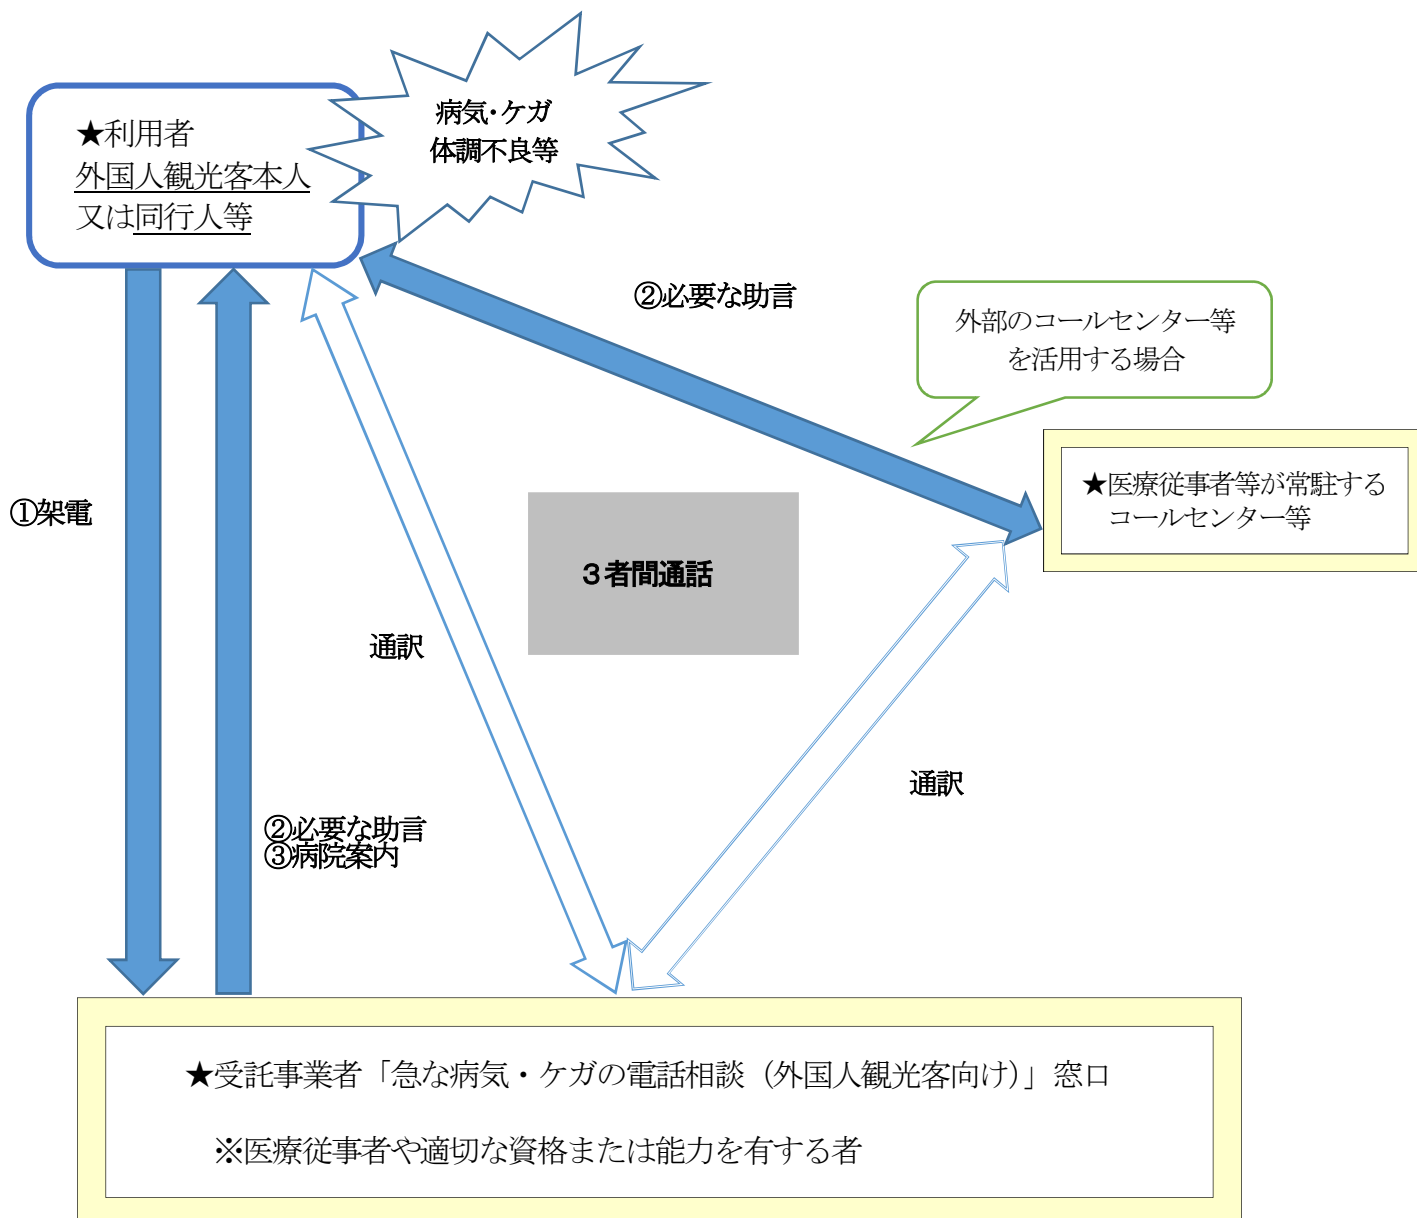 病気・ケガ
体調不良等
★利用者
外国人観光客本人
又は同行人等
②必要な助言
外部のコールセンター等
を活用する場合
★医療従事者等が常駐する
コールセンター等
①架電
３者間通話
通訳
通訳
②必要な助言
③病院案内
★受託事業者「急な病気・ケガの電話相談（外国人観光客向け）」窓口
※医療従事者や適切な資格または能力を有する者